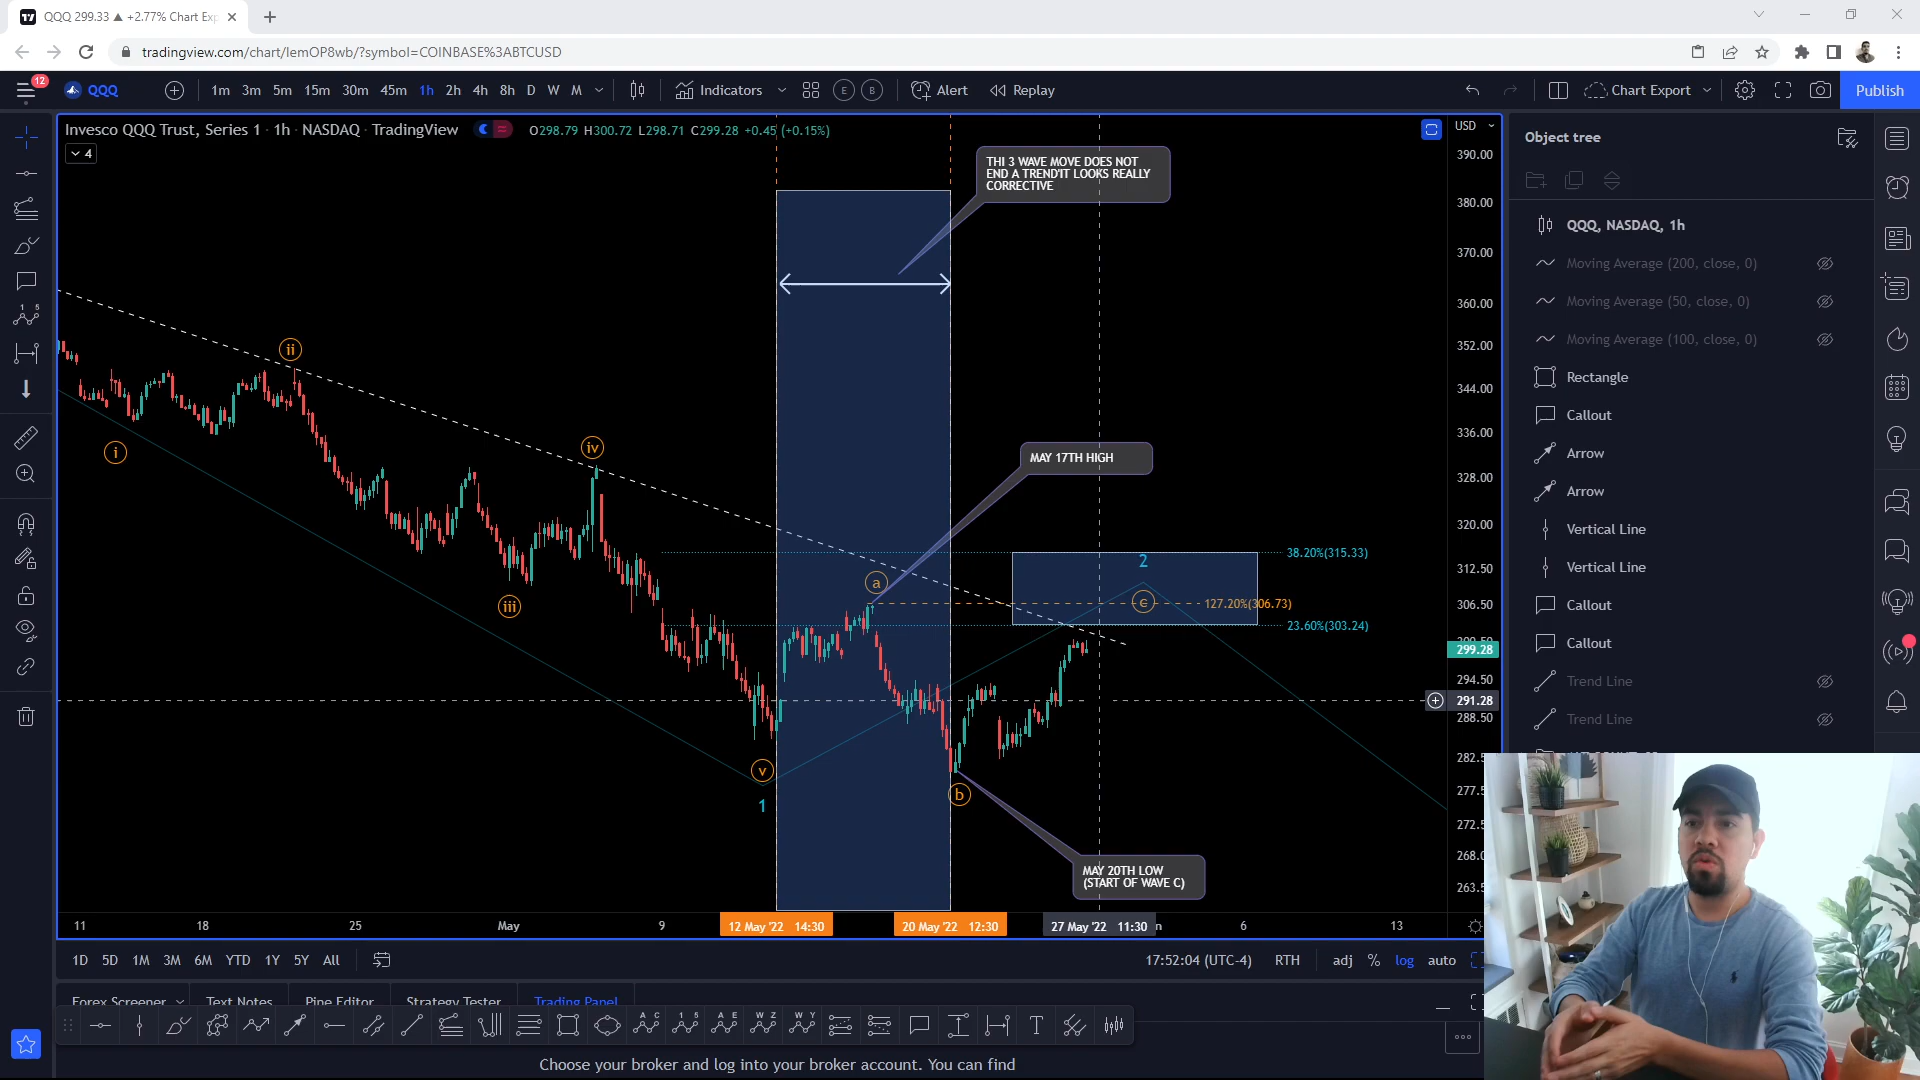 QQQ 299.33 ▲ +2.77% Chart Exp
tradingview.com/chart/lemOP8wb/?symbol=COINBASE%3ABTCUSD
12
QQQ 1m 3m 5m 15m 30m 45m 1h 2h 4h 8h D W M Indicators E B Alert Replay Chart Export Publish
Invesco QQQ Trust, Series 1 · 1h · NASDAQ · TradingView O298.79 H300.72 L298.71 C299.28 +0.45 (+0.15%)
4
USD
THI 3 WAVE MOVE DOES NOT
END A TREND'IT LOOKS REALLY
CORRECTIVE
MAY 17TH HIGH
MAY 20TH LOW
(START OF WAVE C)
i
ii
iii
iv
v
1
a
b
c
2
38.20%(315.33)
127.20%(306.73)
23.60%(303.24)
390.00
380.00
370.00
360.00
352.00
344.00
336.00
328.00
320.00
312.50
306.50
299.28
294.50
291.28
288.50
282.5
277.5
272.5
268.0
263.5
11 18 25 May 9 12 May '22 14:30 20 May '22 12:30 27 May '22 11:30 6 13
1D 5D 1M 3M 6M YTD 1Y 5Y All 17:52:04 (UTC-4) RTH adj % log auto
Forex Screener Text Notes Pine Editor Strategy Tester Trading Panel
A C
1 5
A E
W Z
W Y
T
Choose your broker and log into your broker account. You can find
Object tree
QQQ, NASDAQ, 1h
Moving Average (200, close, 0)
Moving Average (50, close, 0)
Moving Average (100, close, 0)
Rectangle
Callout
Arrow
Arrow
Vertical Line
Vertical Line
Callout
Callout
Trend Line
Trend Line